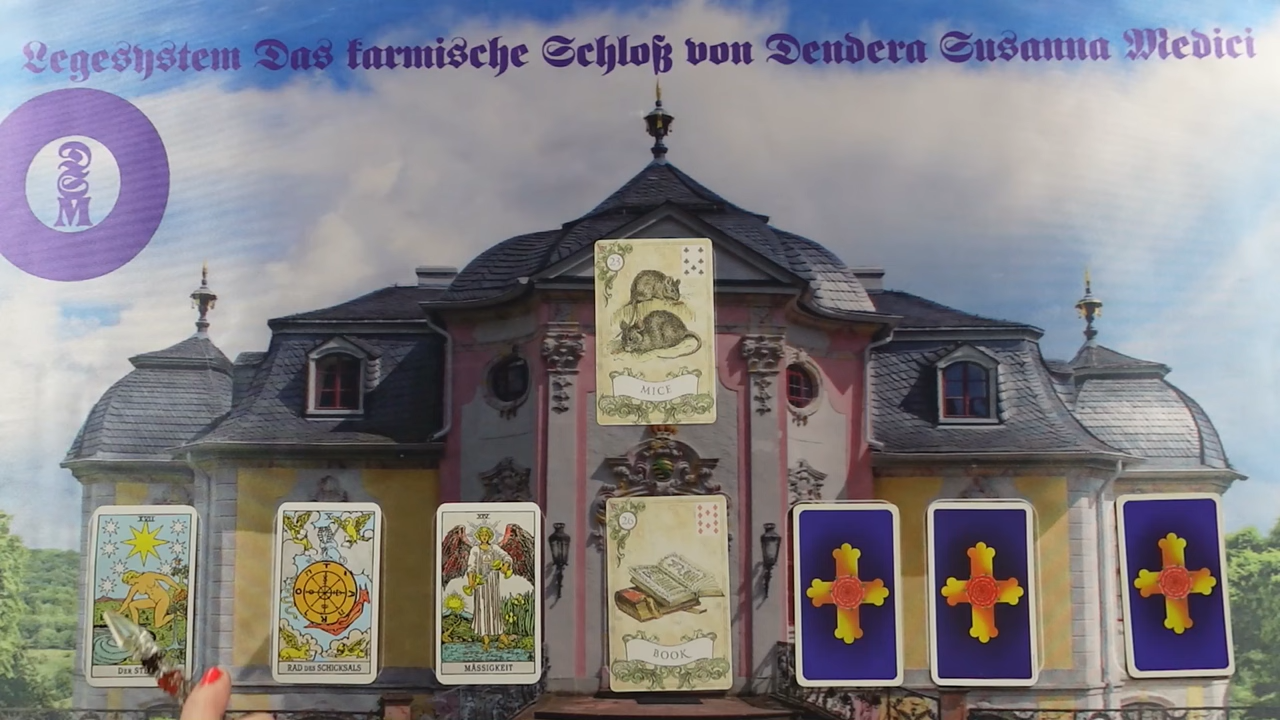 Legesystem Das karmische Schloß von Dendera Susanna Medici
DSM
23
MICE
XVII
RAD DES SCHICKSALS
XIV
MÄSSIGKEIT
26
BOOK